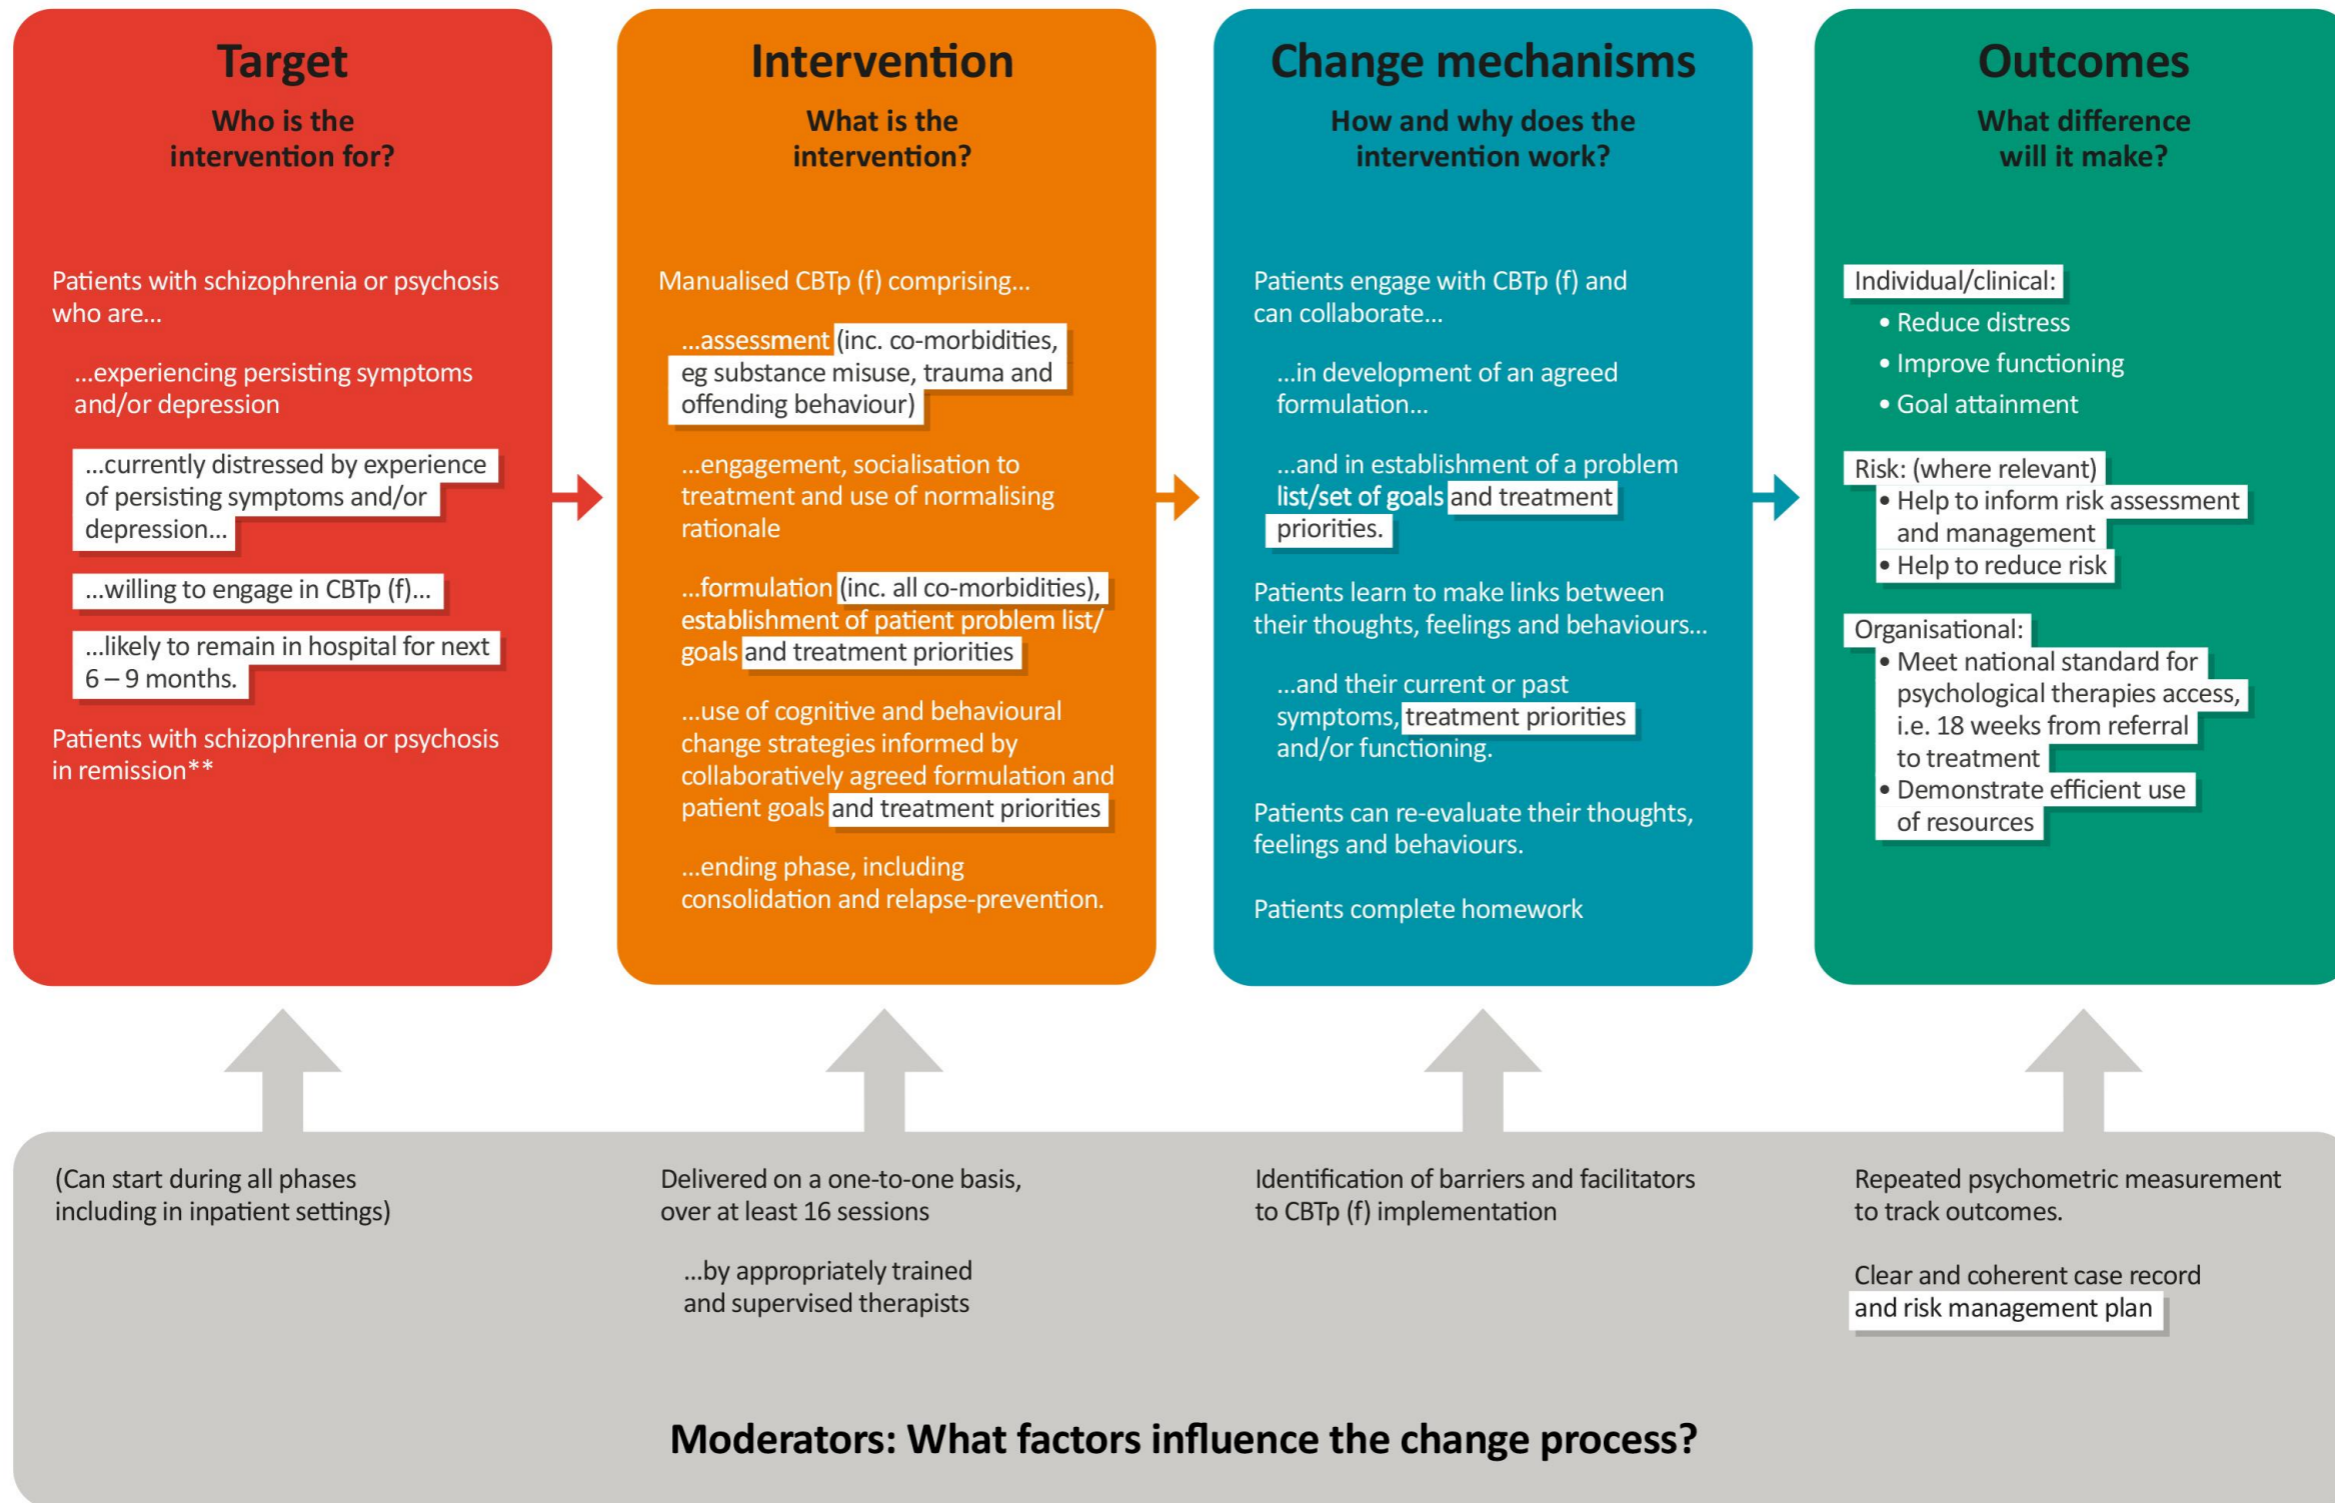 Target
Who is the
intervention for?
Patients with schizophrenia or psychosis
who are...
...experiencing persisting symptoms
and/or depression
...currently distressed by experience
of persisting symptoms and/or
depression...
...willing to engage in CBTp (f)...
...likely to remain in hospital for next
6 – 9 months.
Patients with schizophrenia or psychosis
in remission**
Intervention
What is the
intervention?
Manualised CBTp (f) comprising...
...assessment (inc. co-morbidities,
eg substance misuse, trauma and
offending behaviour)
...engagement, socialisation to
treatment and use of normalising
rationale
...formulation (inc. all co-morbidities),
establishment of patient problem list/
goals and treatment priorities
...use of cognitive and behavioural
change strategies informed by
collaboratively agreed formulation and
patient goals and treatment priorities
...ending phase, including
consolidation and relapse-prevention.
Change mechanisms
How and why does the
intervention work?
Patients engage with CBTp (f) and
can collaborate...
...in development of an agreed
formulation...
...and in establishment of a problem
list/set of goals and treatment
priorities.
Patients learn to make links between
their thoughts, feelings and behaviours...
...and their current or past
symptoms, treatment priorities
and/or functioning.
Patients can re-evaluate their thoughts,
feelings and behaviours.
Patients complete homework
Outcomes
What difference
will it make?
Individual/clinical:
• Reduce distress
• Improve functioning
• Goal attainment
Risk: (where relevant)
• Help to inform risk assessment
and management
• Help to reduce risk
Organisational:
• Meet national standard for
psychological therapies access,
i.e. 18 weeks from referral
to treatment
• Demonstrate efficient use
of resources
(Can start during all phases
including in inpatient settings)
Delivered on a one-to-one basis,
over at least 16 sessions
...by appropriately trained
and supervised therapists
Identification of barriers and facilitators
to CBTp (f) implementation
Repeated psychometric measurement
to track outcomes.
Clear and coherent case record
and risk management plan
Moderators: What factors influence the change process?